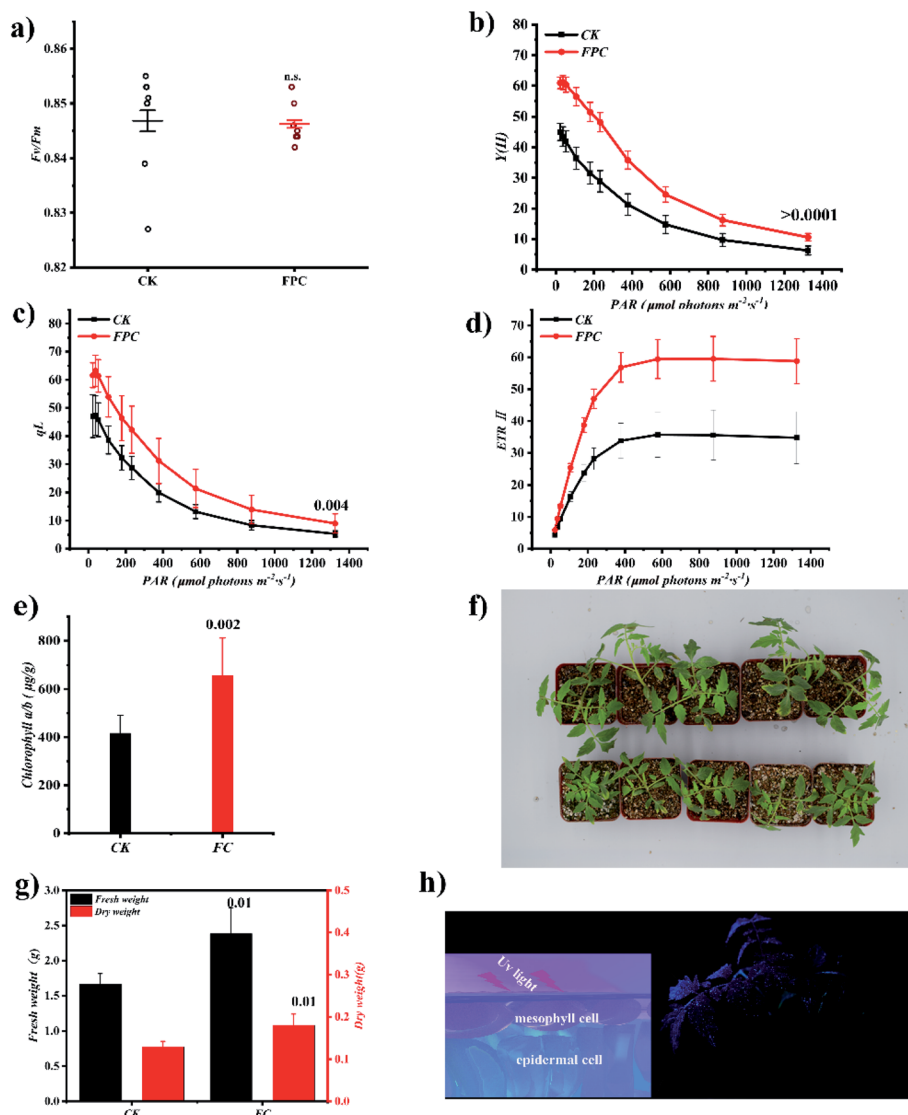 a)
0.86
0.85
0.84
0.83
0.82
Fv/Fm
n.s.
CK
FPC
b)
CK
FPC
80
70
60
50
40
30
20
10
0
Y(II)
>0.0001
0
200
400
600
800
1000
1200
1400
PAR (μmol photons m⁻²·s⁻¹)
c)
CK
FPC
80
70
60
50
40
30
20
10
0
qL
0.004
0
200
400
600
800
1000
1200
1400
PAR (μmol photons m⁻²·s⁻¹)
d)
CK
FPC
70
60
50
40
30
20
10
0
ETR Ⅱ
0
200
400
600
800
1000
1200
1400
PAR (μmol photons m⁻²·s⁻¹)
e)
800
600
400
200
0
Chlorophyll a/b ( μg/g)
0.002
CK
FC
f)
g)
Fresh weight
Dry weight
3.0
2.5
2.0
1.5
1.0
0.5
0.0
Fresh weight (g)
0.01
0.01
0.5
0.4
0.3
0.2
0.1
0.0
Dry weight(g)
CK
FC
h)
Uv light
mesophyll cell
epidermal cell